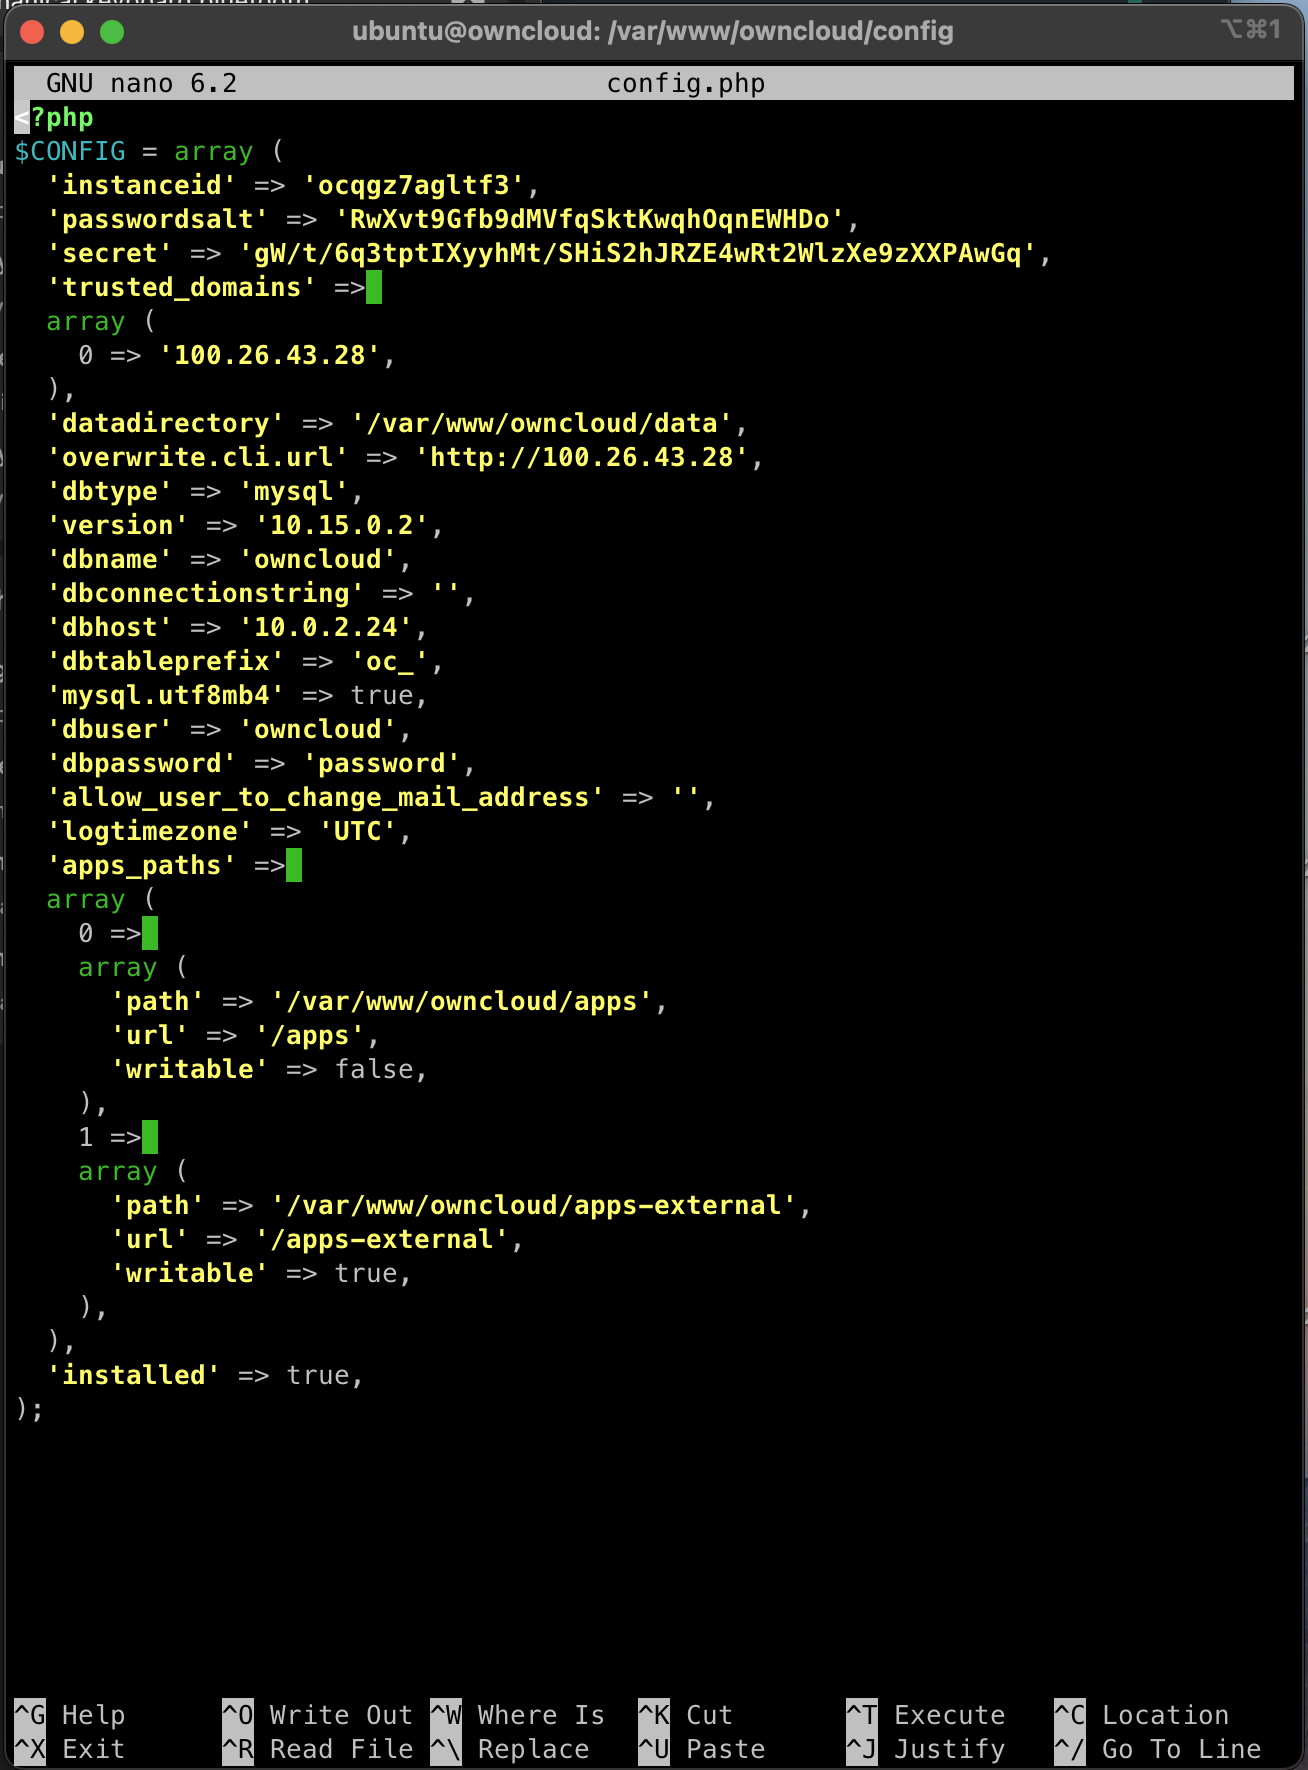 ubuntu@owncloud: /var/www/owncloud/config ⌥⌘1
GNU nano 6.2 config.php
<?php
$CONFIG = array (
  'instanceid' => 'ocqgz7agltf3',
  'passwordsalt' => 'RwXvt9Gfb9dMVfqSktKwqhOqnEWHDo',
  'secret' => 'gW/t/6q3tptIXyyhMt/SHiS2hJRZE4wRt2WlzXe9zXXPAwGq',
  'trusted_domains' =>
  array (
    0 => '100.26.43.28',
  ),
  'datadirectory' => '/var/www/owncloud/data',
  'overwrite.cli.url' => 'http://100.26.43.28',
  'dbtype' => 'mysql',
  'version' => '10.15.0.2',
  'dbname' => 'owncloud',
  'dbconnectionstring' => '',
  'dbhost' => '10.0.2.24',
  'dbtableprefix' => 'oc_',
  'mysql.utf8mb4' => true,
  'dbuser' => 'owncloud',
  'dbpassword' => 'password',
  'allow_user_to_change_mail_address' => '',
  'logtimezone' => 'UTC',
  'apps_paths' =>
  array (
    0 =>
    array (
      'path' => '/var/www/owncloud/apps',
      'url' => '/apps',
      'writable' => false,
    ),
    1 =>
    array (
      'path' => '/var/www/owncloud/apps-external',
      'url' => '/apps-external',
      'writable' => true,
    ),
  ),
  'installed' => true,
);
^G Help ^O Write Out ^W Where Is ^K Cut ^T Execute ^C Location
^X Exit ^R Read File ^\ Replace ^U Paste ^J Justify ^/ Go To Line